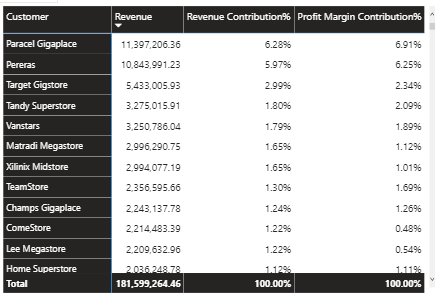 Customer Revenue Revenue Contribution% Profit Margin Contribution%
Paracel Gigaplace 11,397,206.36 6.28% 6.91%
Pereras 10,843,991.23 5.97% 6.25%
Target Gigstore 5,433,005.93 2.99% 2.34%
Tandy Superstore 3,275,015.91 1.80% 2.09%
Vanstars 3,250,786.04 1.79% 1.89%
Matradi Megastore 2,996,290.75 1.65% 1.12%
Xilinix Midstore 2,994,077.19 1.65% 1.01%
TeamStore 2,356,595.66 1.30% 1.69%
Champs Gigaplace 2,243,137.78 1.24% 1.26%
ComeStore 2,214,483.39 1.22% 0.48%
Lee Megastore 2,209,632.96 1.22% 0.54%
Home Superstore 2,036,248.78 1.12% 1.11%
Total 181,599,264.46 100.00% 100.00%